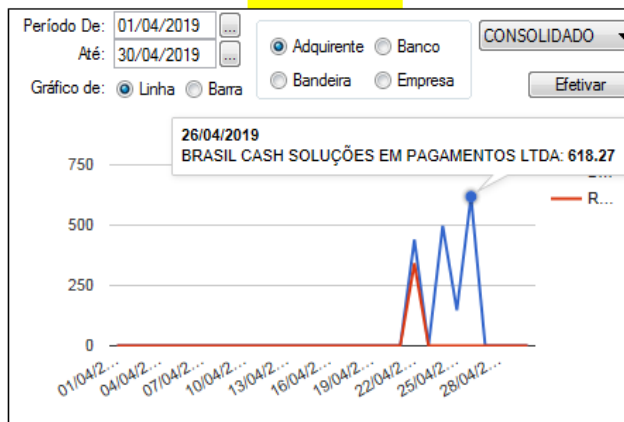 Período De: 01/04/2019 ...
Até: 30/04/2019 ...
Adquirente Banco
Bandeira Empresa
CONSOLIDADO
Gráfico de: Linha Barra
Efetivar
26/04/2019
BRASIL CASH SOLUÇÕES EM PAGAMENTOS LTDA: 618.27
R...
750
500
250
0
01/04/2... 04/04/2... 07/04/2... 10/04/2... 13/04/2... 16/04/2... 19/04/2... 22/04/2... 25/04/2... 28/04/2...